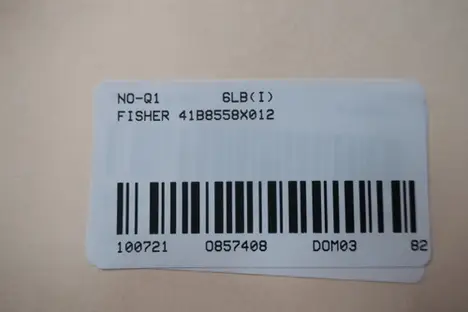 NO-Q1 6LB(I)
FISHER 41B8558X012
100721 0857408 DOM03 82